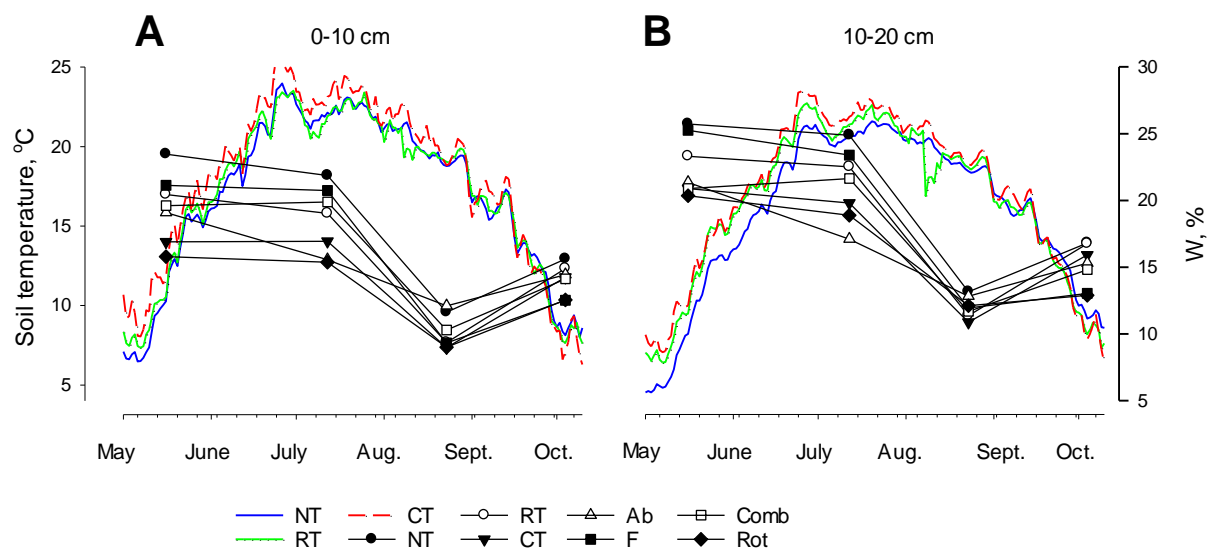 A
0-10 cm
B
10-20 cm
Soil temperature, ºC
25
20
15
10
5
May
June
July
Aug.
Sept.
Oct.
May
June
July
Aug.
Sept.
Oct.
30
25
20
15
10
5
W, %
NT
CT
RT
Ab
Comb
RT
NT
CT
F
Rot